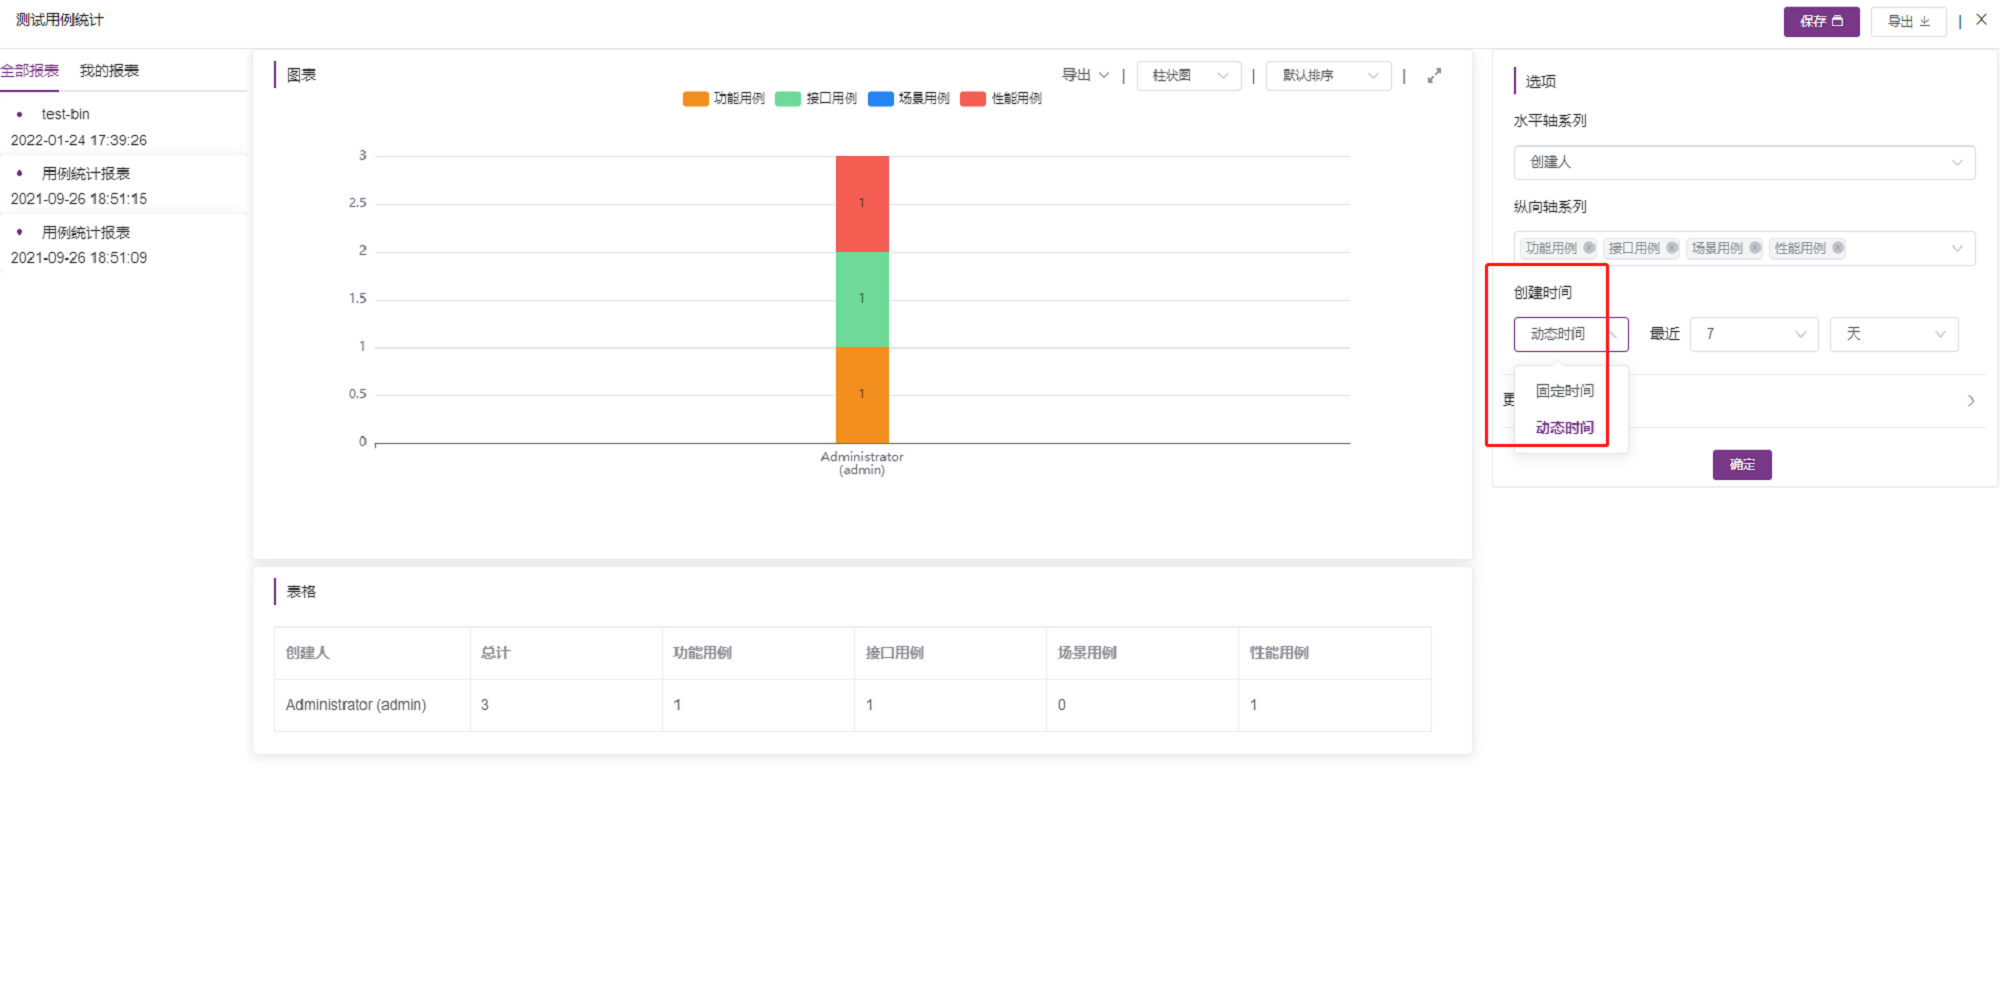 测试用例统计
保存
导出
|
全部报表 我的报表
test-bin
2022-01-24 17:39:26
用例统计报表
2021-09-26 18:51:15
用例统计报表
2021-09-26 18:51:09
图表
导出 | 柱状图 | 默认排序 |
功能用例 接口用例 场景用例 性能用例
3
2.5
2
1.5
1
0.5
0
1
1
1
Administrator
(admin)
表格
创建人 总计 功能用例 接口用例 场景用例 性能用例
Administrator (admin) 3 1 1 0 1
选项
水平轴系列
创建人
纵向轴系列
功能用例 接口用例 场景用例 性能用例
创建时间
动态时间 最近 7 天
固定时间
更
动态时间
确定